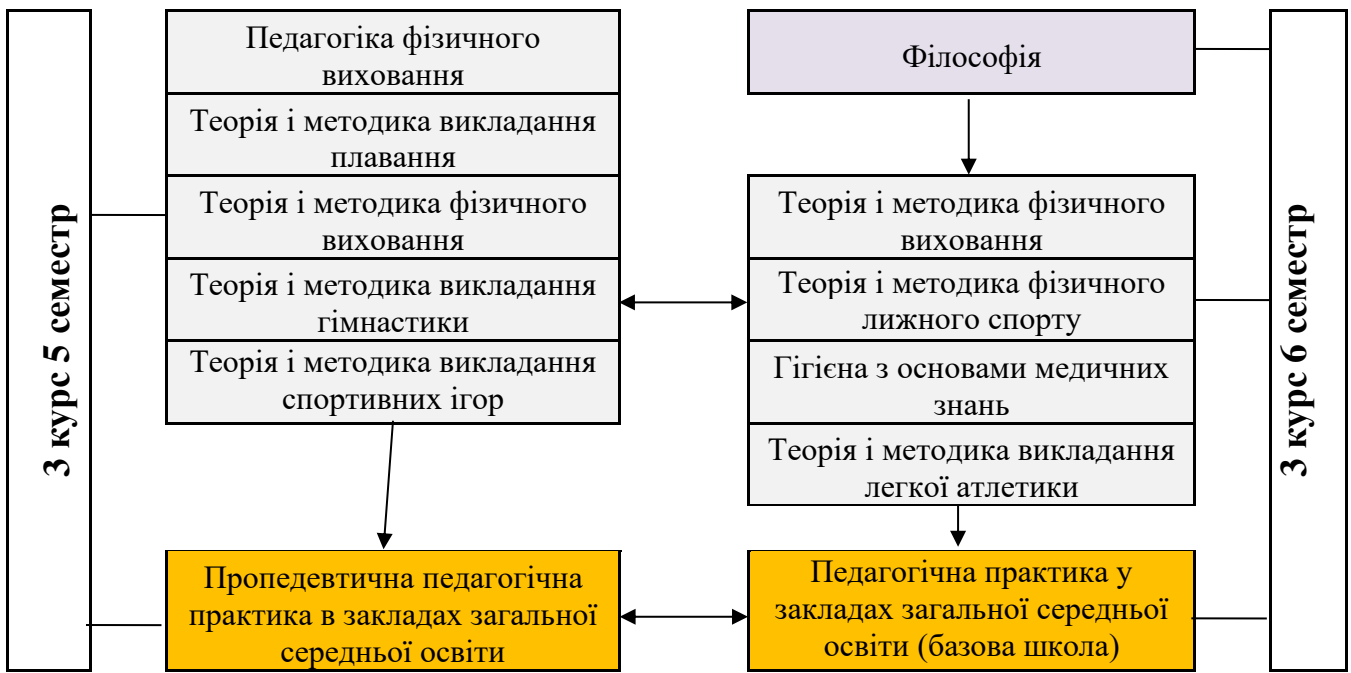 3 курс 5 семестр
Педагогіка фізичного
виховання
Теорія і методика викладання
плавання
Теорія і методика фізичного
виховання
Теорія і методика викладання
гімнастики
Теорія і методика викладання
спортивних ігор
Пропедевтична педагогічна
практика в закладах загальної
середньої освіти
Філософія
Теорія і методика фізичного
виховання
Теорія і методика фізичного
лижного спорту
Гігієна з основами медичних
знань
Теорія і методика викладання
легкої атлетики
Педагогічна практика у
закладах загальної середньої
освіти (базова школа)
3 курс 6 семестр